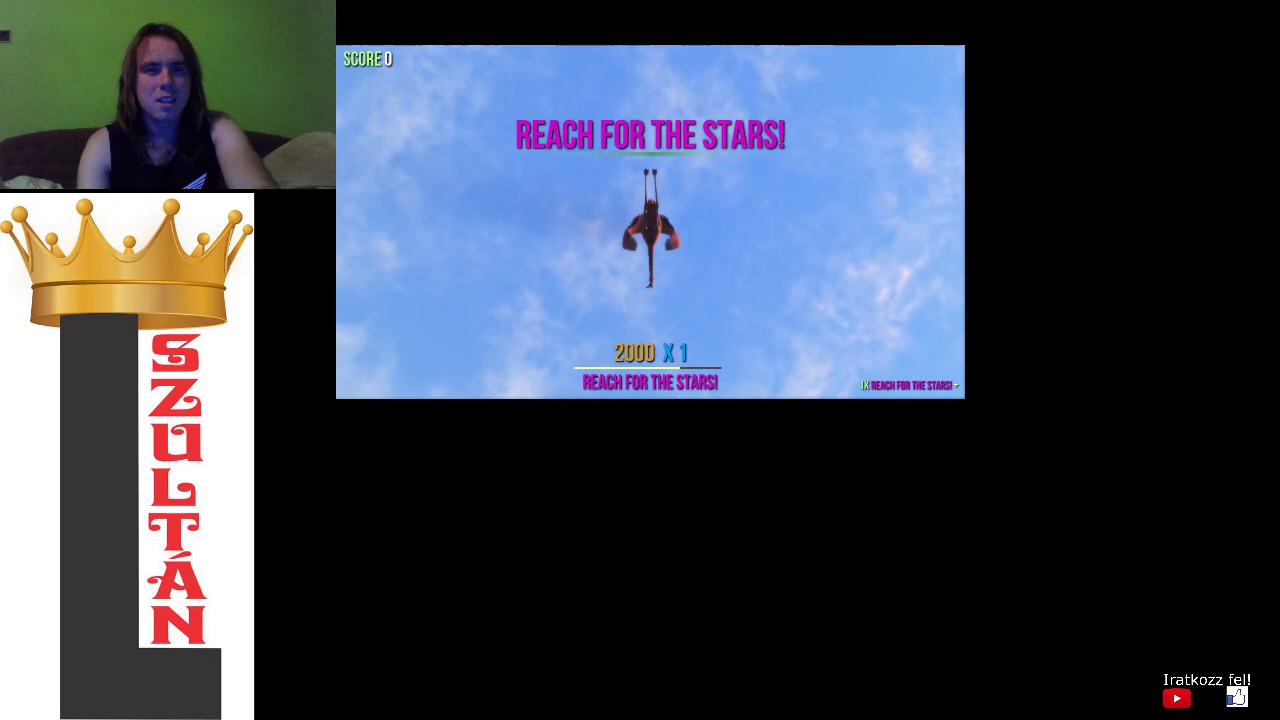 SCORE 0
REACH FOR THE STARS!
2000 X 1
REACH FOR THE STARS!
1X REACH FOR THE STARS!
L
SZULTÁN
Iratkozz fel!